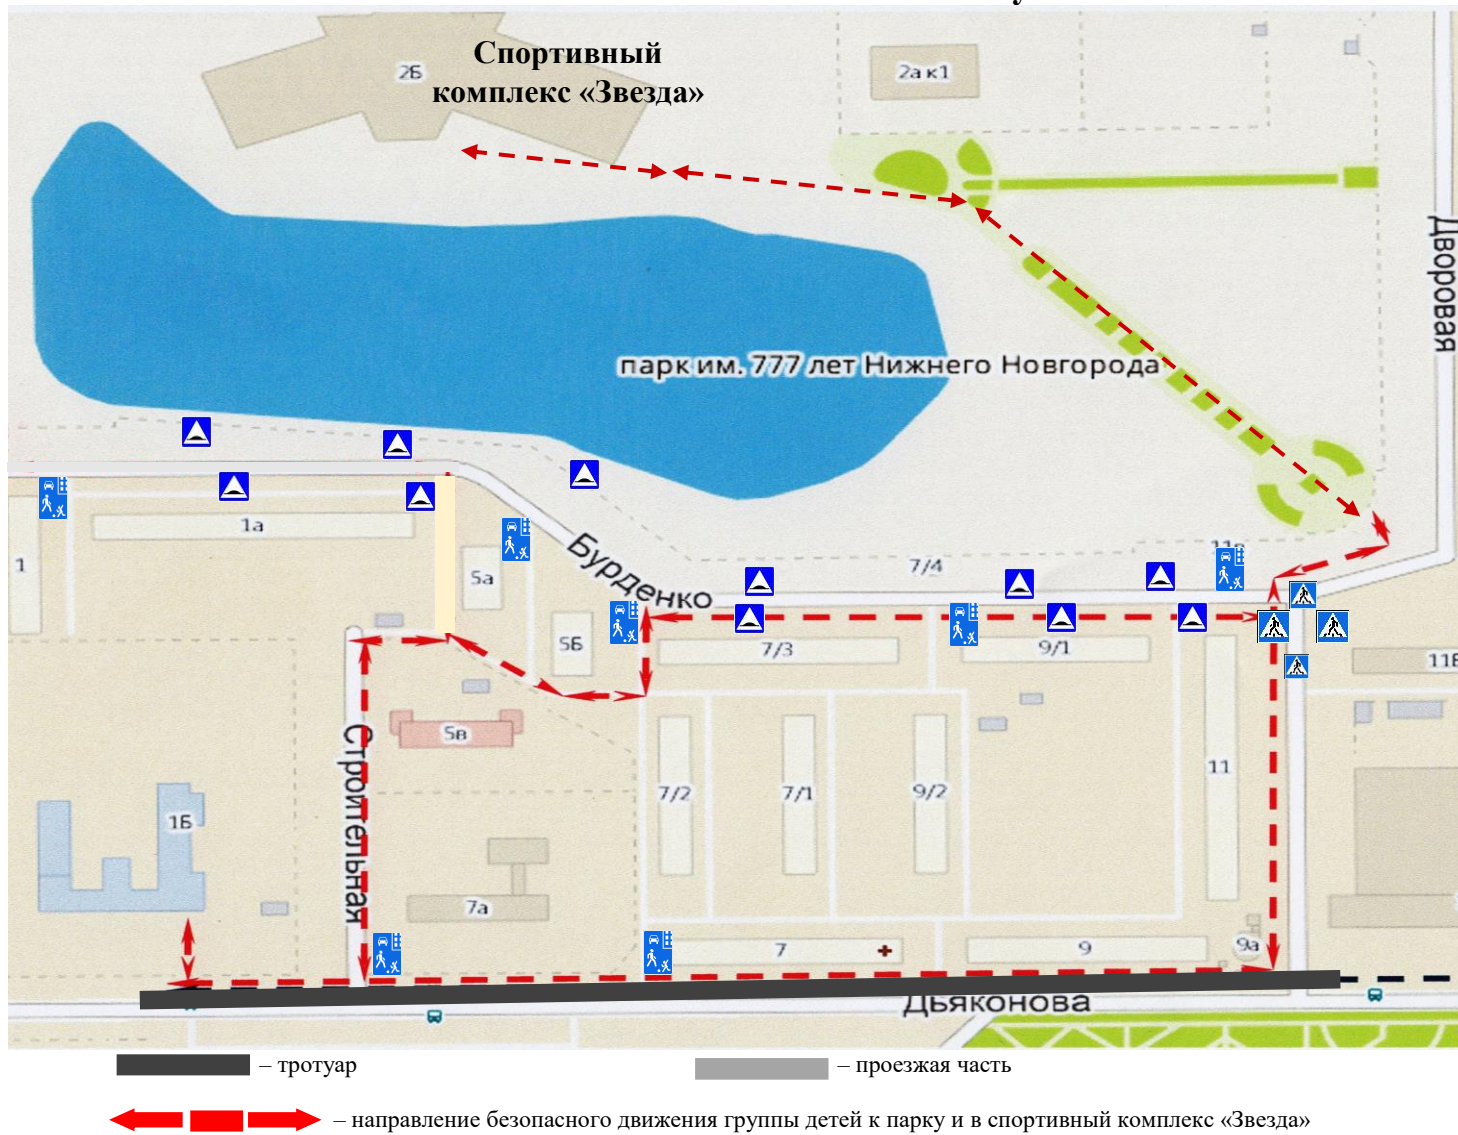 Спортивный
комплекс «Звезда»
2Б
2а к1
Дворовая
парк им. 777 лет Нижнего Новгорода
1а
1
5а
Бурденко
7/4
5Б
7/3
9/1
11Б
5в
Строительная
7/2
7/1
9/2
11
1Б
7а
7
9
9а
Дьяконова
– тротуар
– проезжая часть
– направление безопасного движения группы детей к парку и в спортивный комплекс «Звезда»